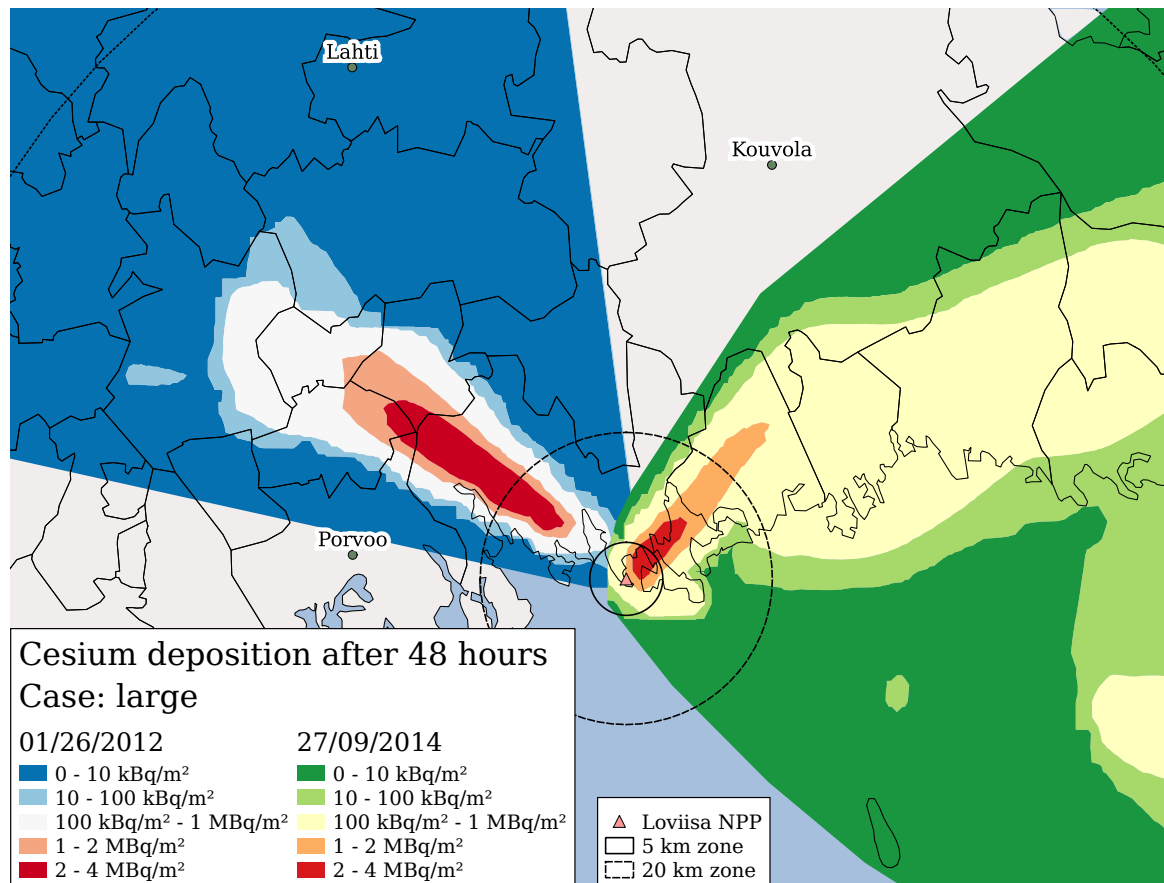 Lahti
Kouvola
Porvoo
Cesium deposition after 48 hours
Case: large
01/26/2012
0 - 10 kBq/m²
10 - 100 kBq/m²
100 kBq/m² - 1 MBq/m²
1 - 2 MBq/m²
2 - 4 MBq/m²
27/09/2014
0 - 10 kBq/m²
10 - 100 kBq/m²
100 kBq/m² - 1 MBq/m²
1 - 2 MBq/m²
2 - 4 MBq/m²
Loviisa NPP
5 km zone
20 km zone